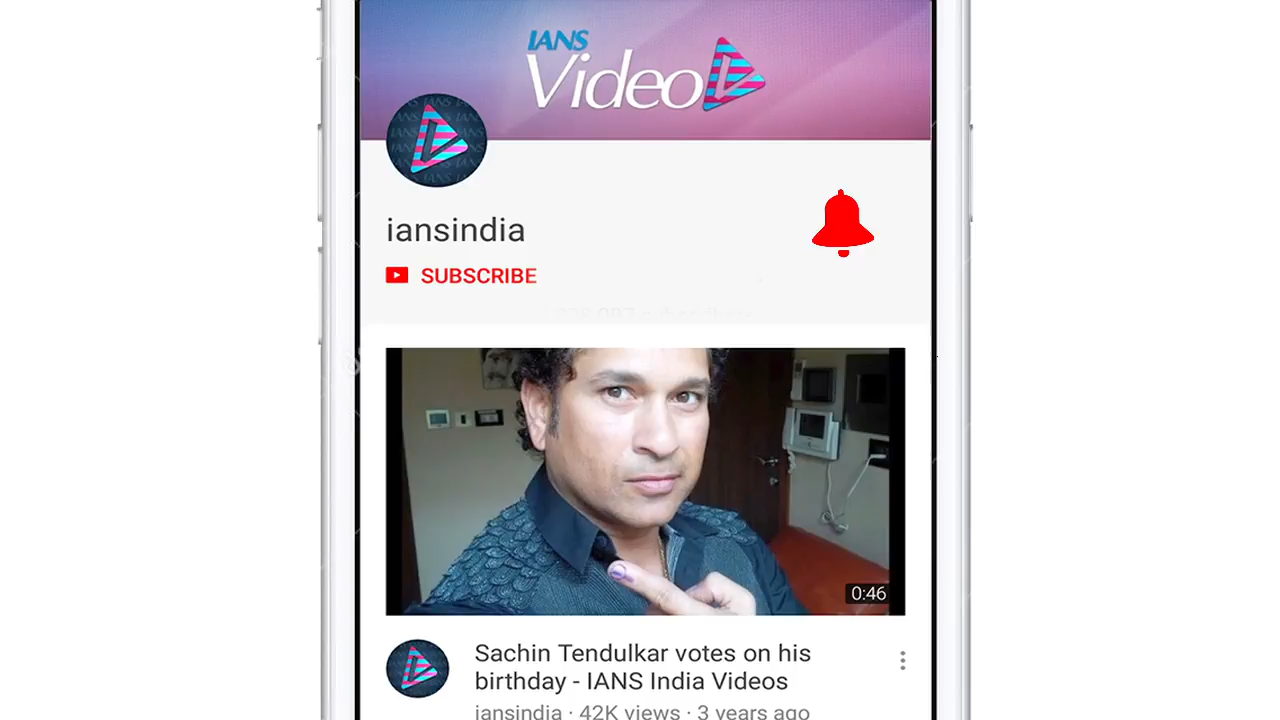 IANS
Video
iansindia
SUBSCRIBE
0:46
Sachin Tendulkar votes on his
birthday - IANS India Videos
iansindia · 42K views · 3 years ago